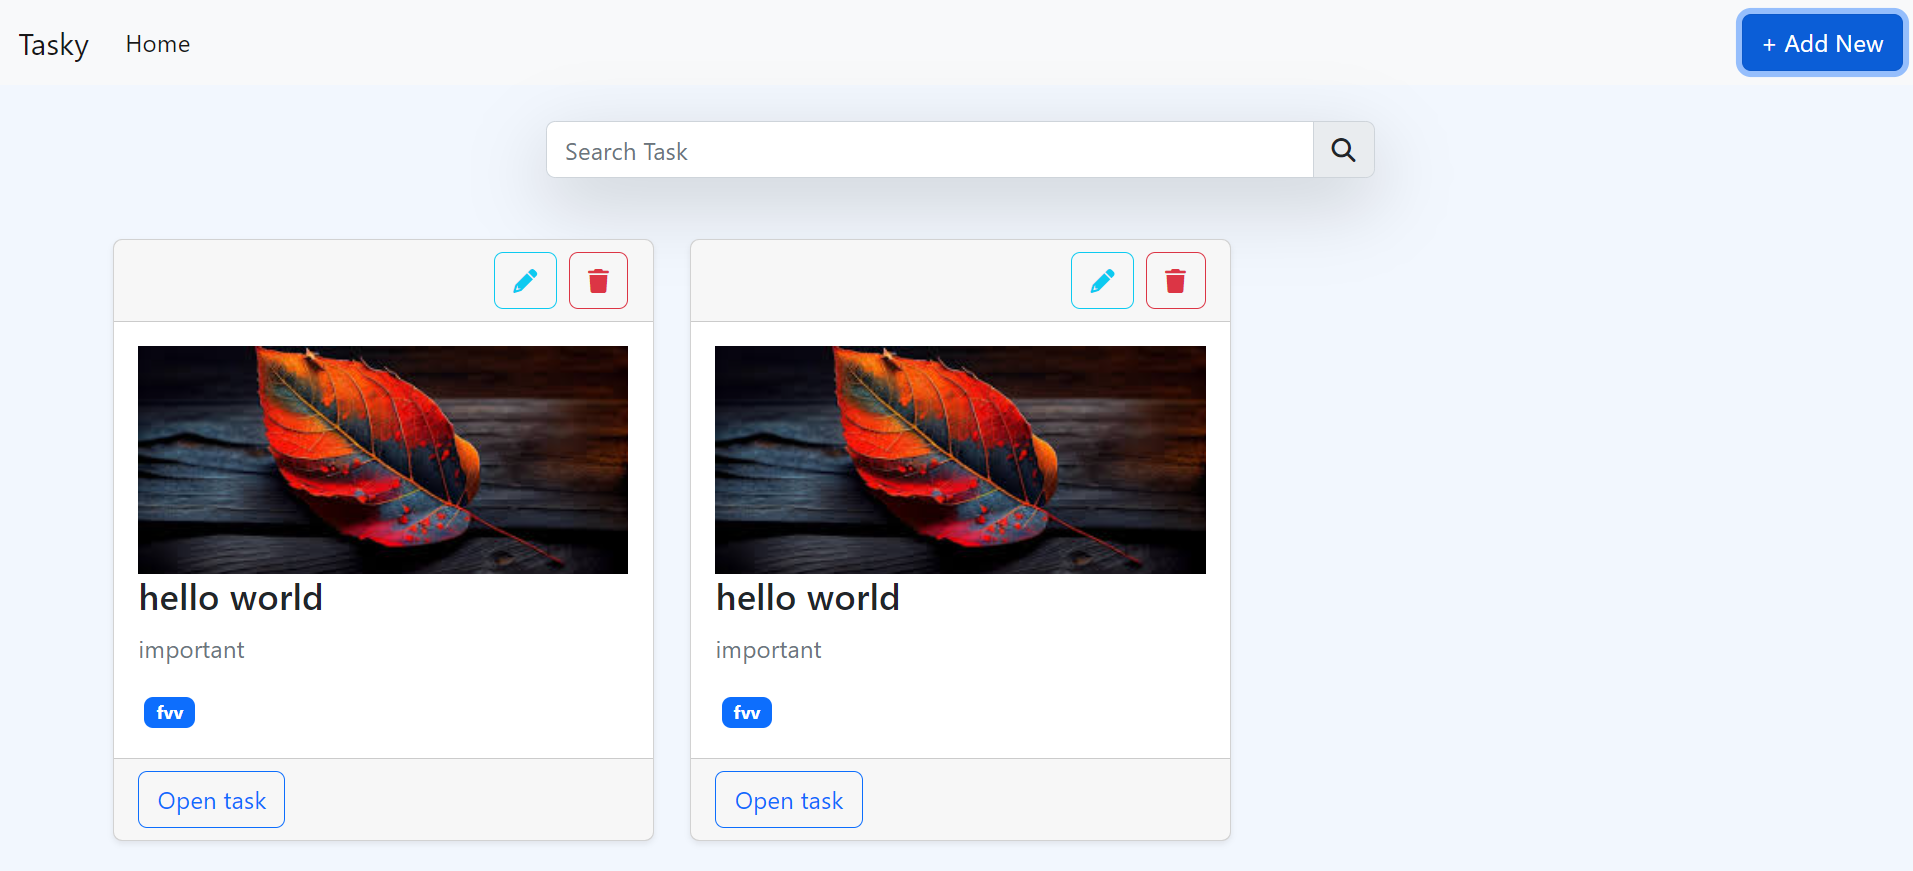 Tasky Home + Add New
Search Task
hello world
important
fvv
Open task
hello world
important
fvv
Open task